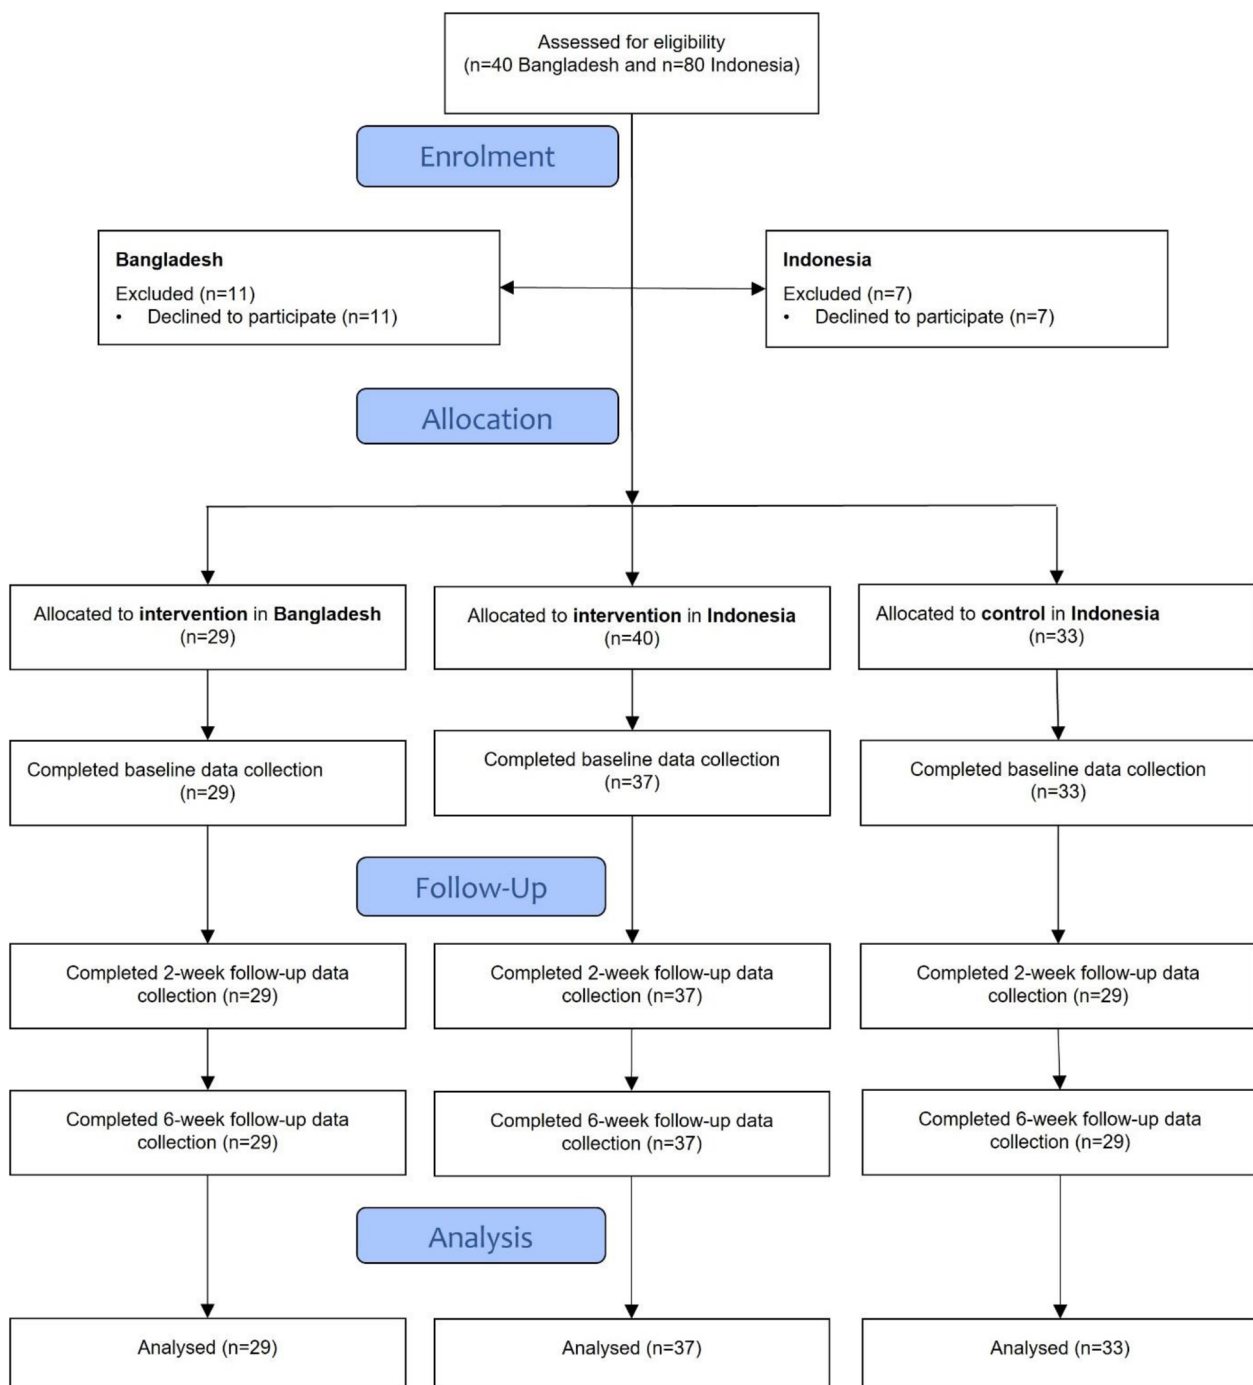 Assessed for eligibility
(n=40 Bangladesh and n=80 Indonesia)
Enrolment
Bangladesh
Excluded (n=11)
• Declined to participate (n=11)
Indonesia
Excluded (n=7)
• Declined to participate (n=7)
Allocation
Allocated to intervention in Bangladesh
(n=29)
Allocated to intervention in Indonesia
(n=40)
Allocated to control in Indonesia
(n=33)
Completed baseline data collection
(n=29)
Completed baseline data collection
(n=37)
Completed baseline data collection
(n=33)
Follow-Up
Completed 2-week follow-up data
collection (n=29)
Completed 2-week follow-up data
collection (n=37)
Completed 2-week follow-up data
collection (n=29)
Completed 6-week follow-up data
collection (n=29)
Completed 6-week follow-up data
collection (n=37)
Completed 6-week follow-up data
collection (n=29)
Analysis
Analysed (n=29)
Analysed (n=37)
Analysed (n=33)